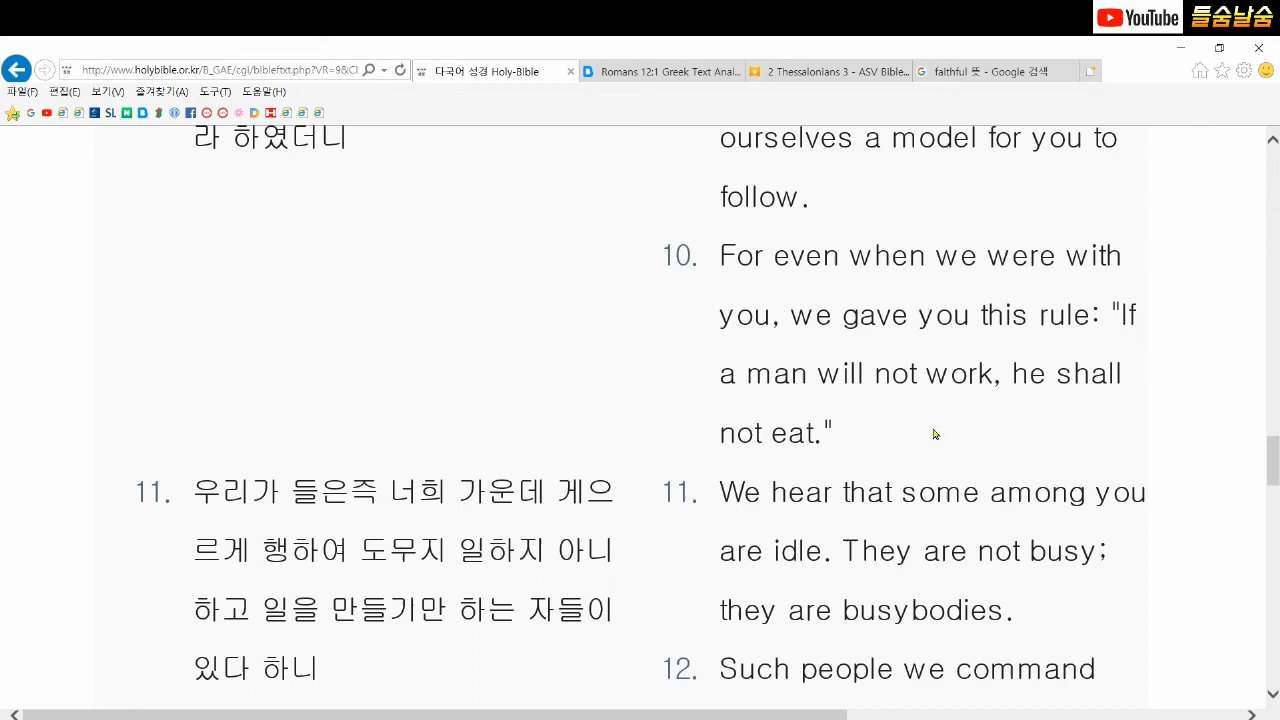 YouTube 들숨날숨
http://www.holybible.or.kr/B_GAE/cgi/bibleftxt.php?VR=9&CI
다국어 성경 Holy-Bible
Romans 12:1 Greek Text Anal...
2 Thessalonians 3 - ASV Bible...
faithful 뜻 - Google 검색
파일(F) 편집(E) 보기(V) 즐겨찾기(A) 도구(T) 도움말(H)
라 하였더니
ourselves a model for you to
follow.
10. For even when we were with
you, we gave you this rule: "If
a man will not work, he shall
not eat."
11. 우리가 들은즉 너희 가운데 게으
르게 행하여 도무지 일하지 아니
하고 일을 만들기만 하는 자들이
있다 하니
11. We hear that some among you
are idle. They are not busy;
they are busybodies.
12. Such people we command